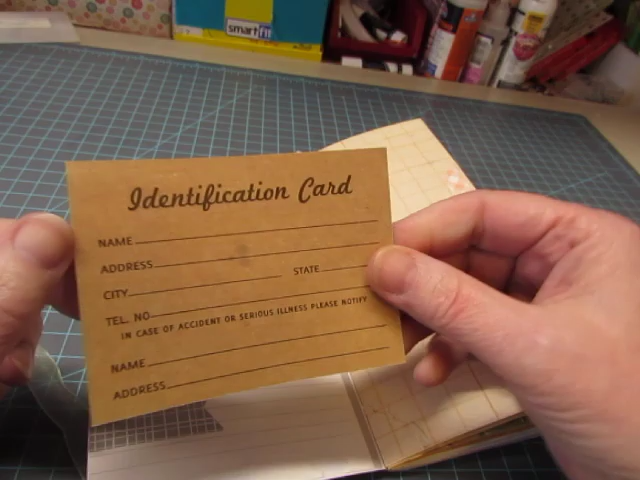 smartfit
Identification Card
NAME
ADDRESS
CITY STATE
TEL. NO
IN CASE OF ACCIDENT OR SERIOUS ILLNESS PLEASE NOTIFY
NAME
ADDRESS